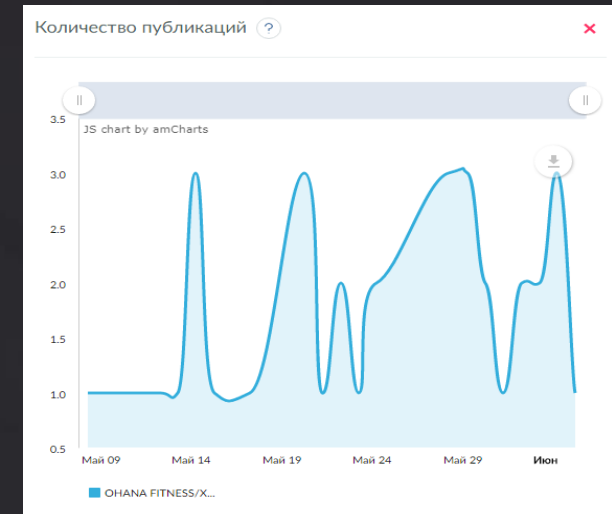 Количество публикаций ?
JS chart by amCharts
3.5
3.0
2.5
2.0
1.5
1.0
0.5
Май 09 Май 14 Май 19 Май 24 Май 29 Июн
OHANA FITNESS/X...